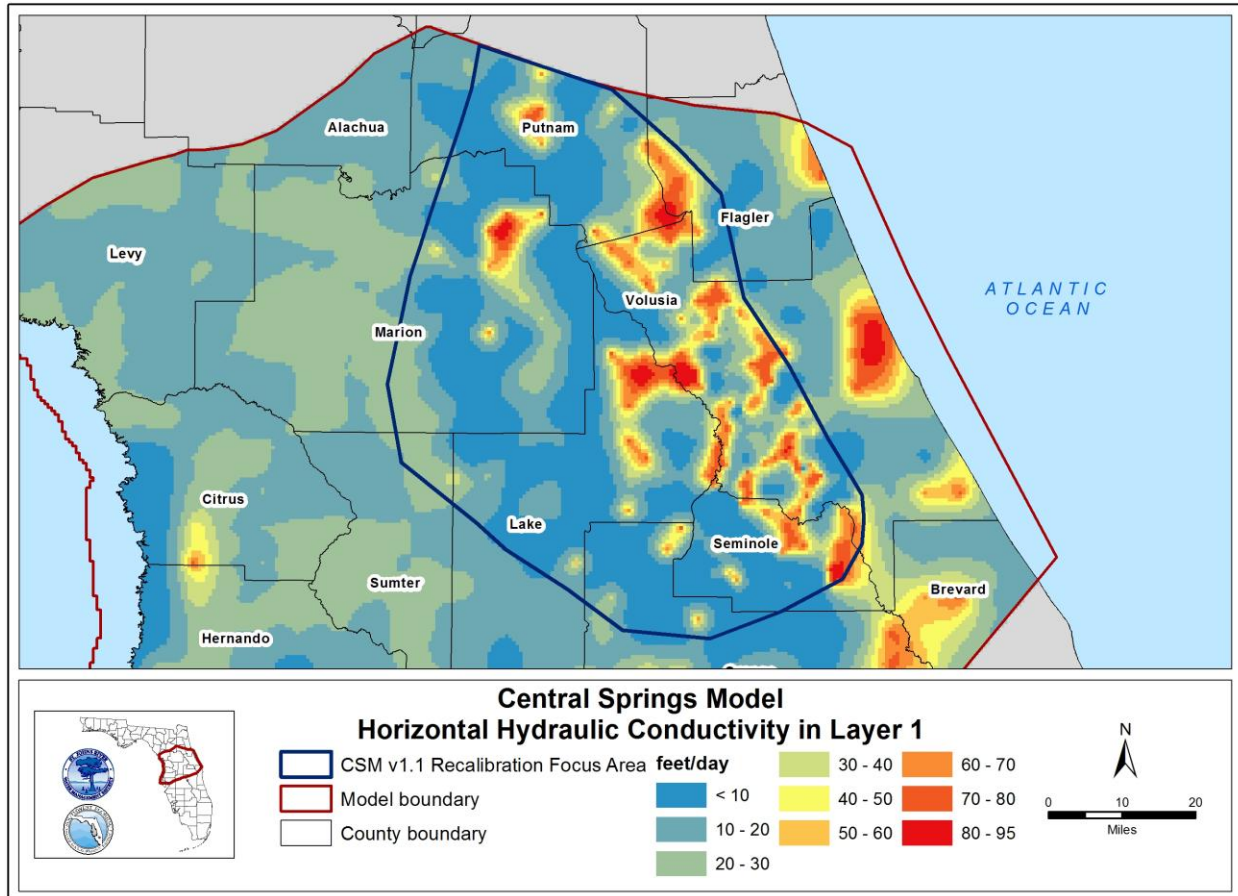 Putnam
Alachua
Flagler
Levy
ATLANTIC
OCEAN
Volusia
Marion
Citrus
Lake
Seminole
Sumter
Brevard
Hernando
Central Springs Model
Horizontal Hydraulic Conductivity in Layer 1
CSM v1.1 Recalibration Focus Area
Model boundary
County boundary
feet/day
< 10
10 - 20
20 - 30
30 - 40
40 - 50
50 - 60
60 - 70
70 - 80
80 - 95
N
0 10 20
Miles